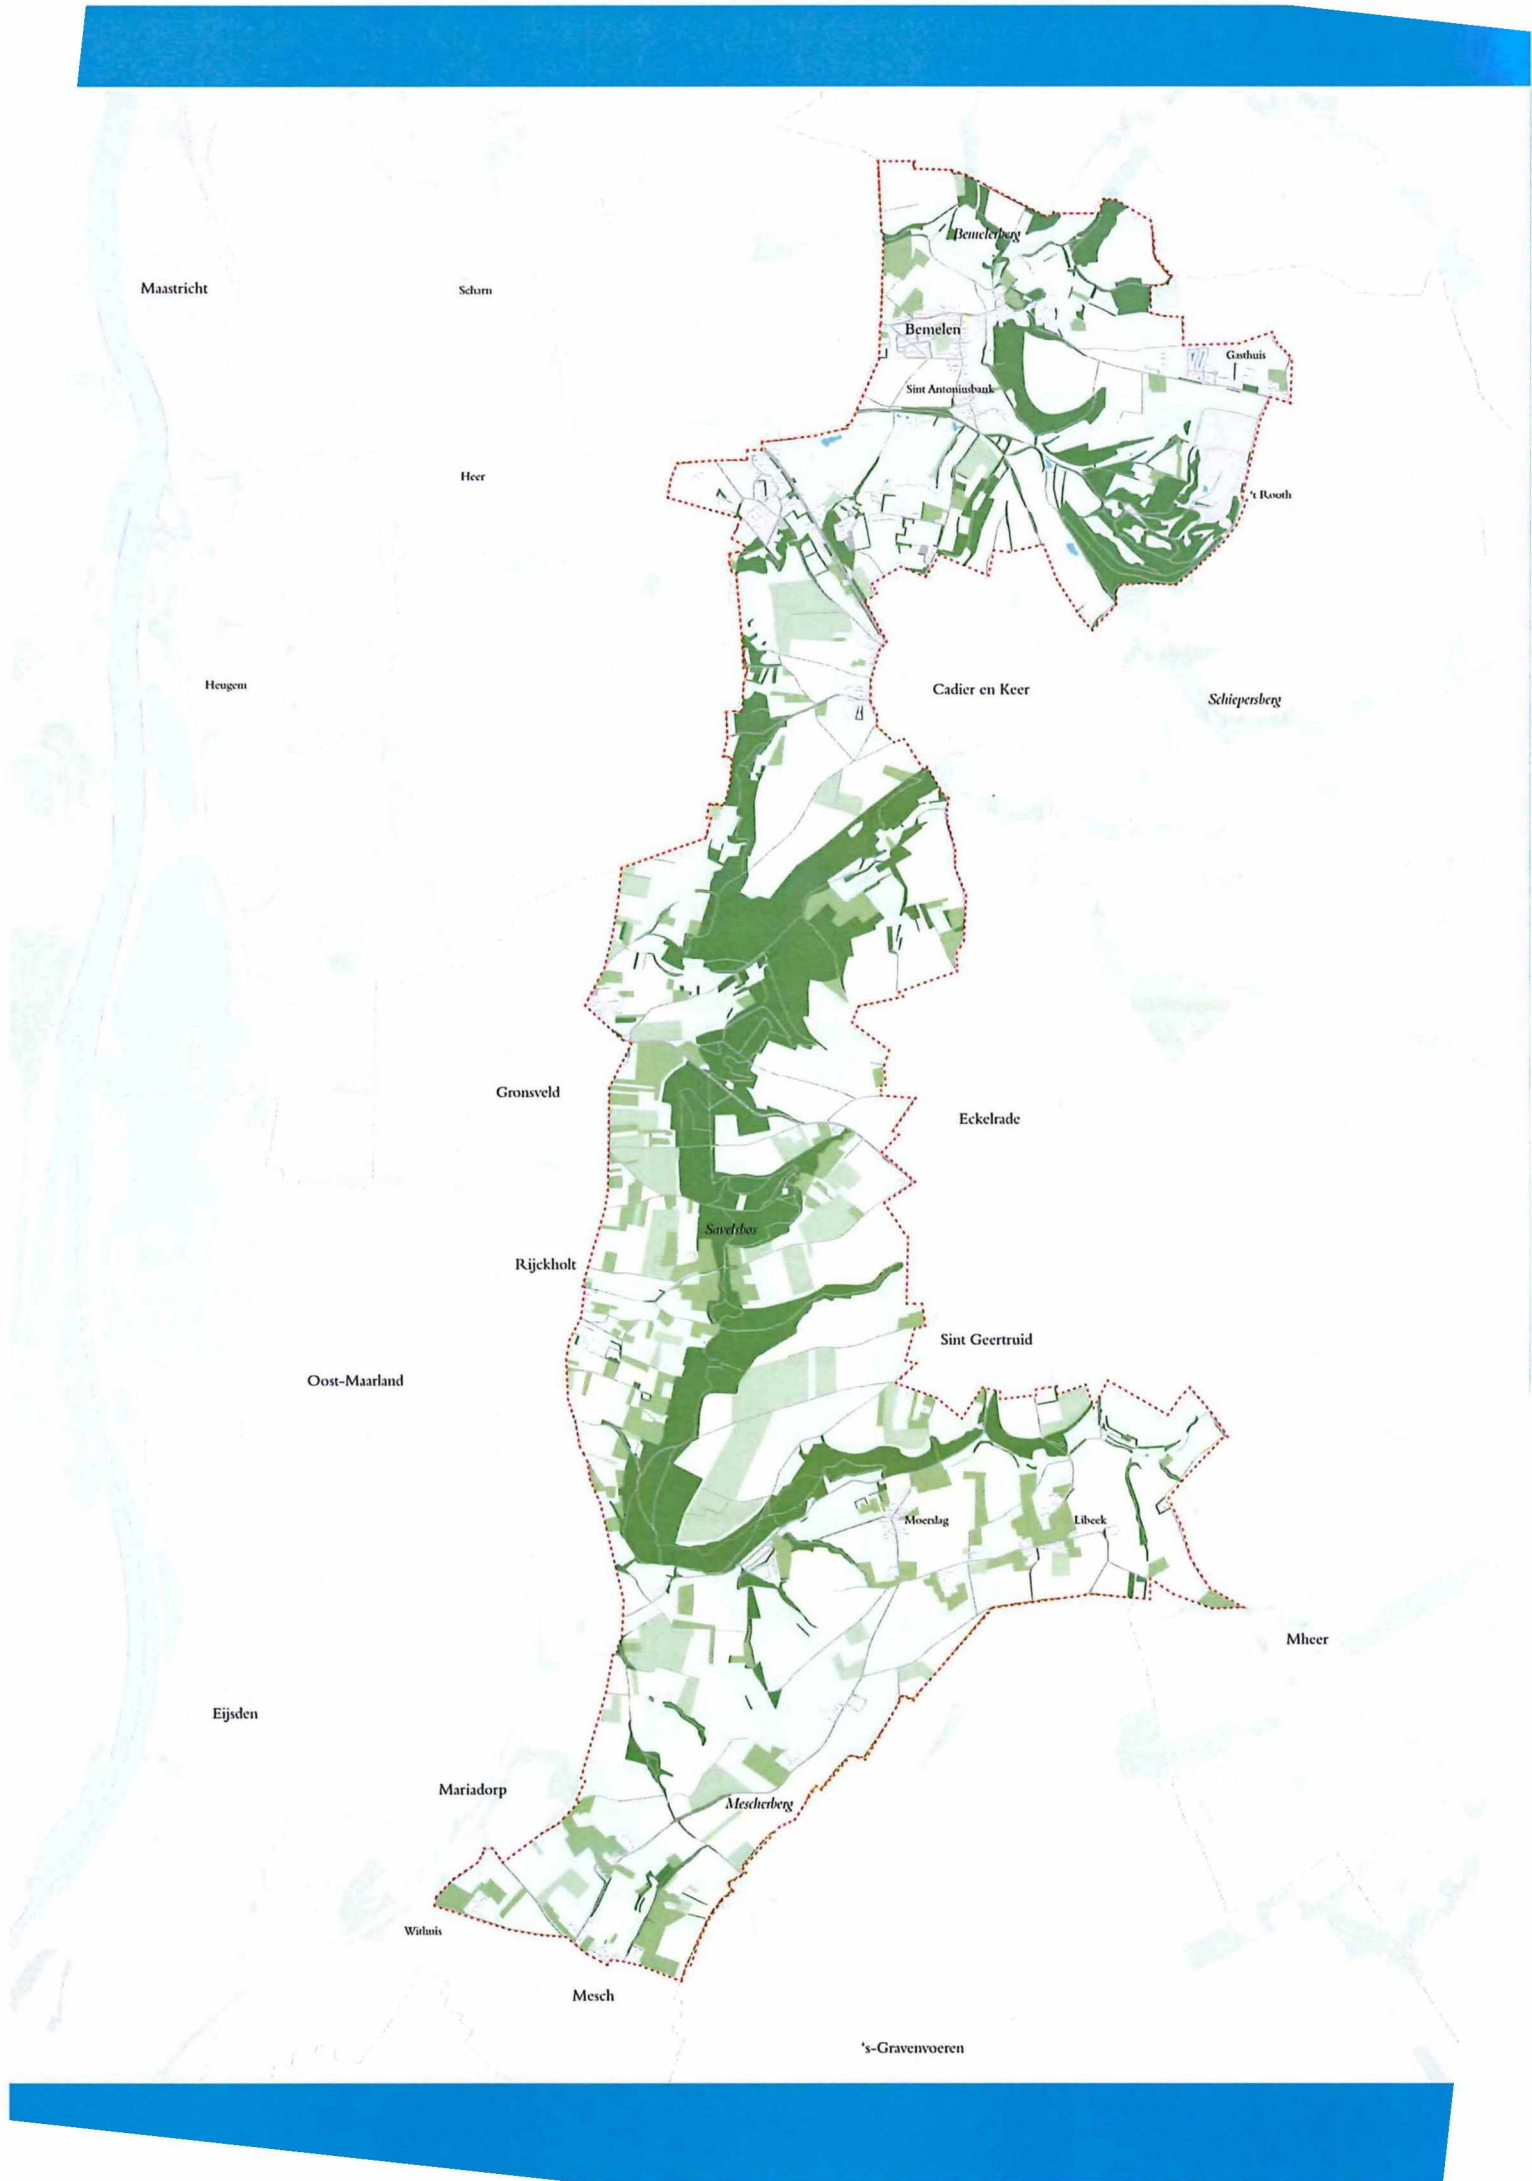 Bemelerberg
Maastricht
Scharn
Bemelen
Gasthuis
Sint Antoniusbank
Heer
't Rooth
Heugem
Cadier en Keer
Schiepersberg
Gronsveld
Eckelrade
Savelsbos
Rijckholt
Sint Geertruid
Oost-Maarland
Moerslag
Libeek
Mheer
Eijsden
Mariadorp
Mescherberg
Withuis
Mesch
's-Gravenvoeren